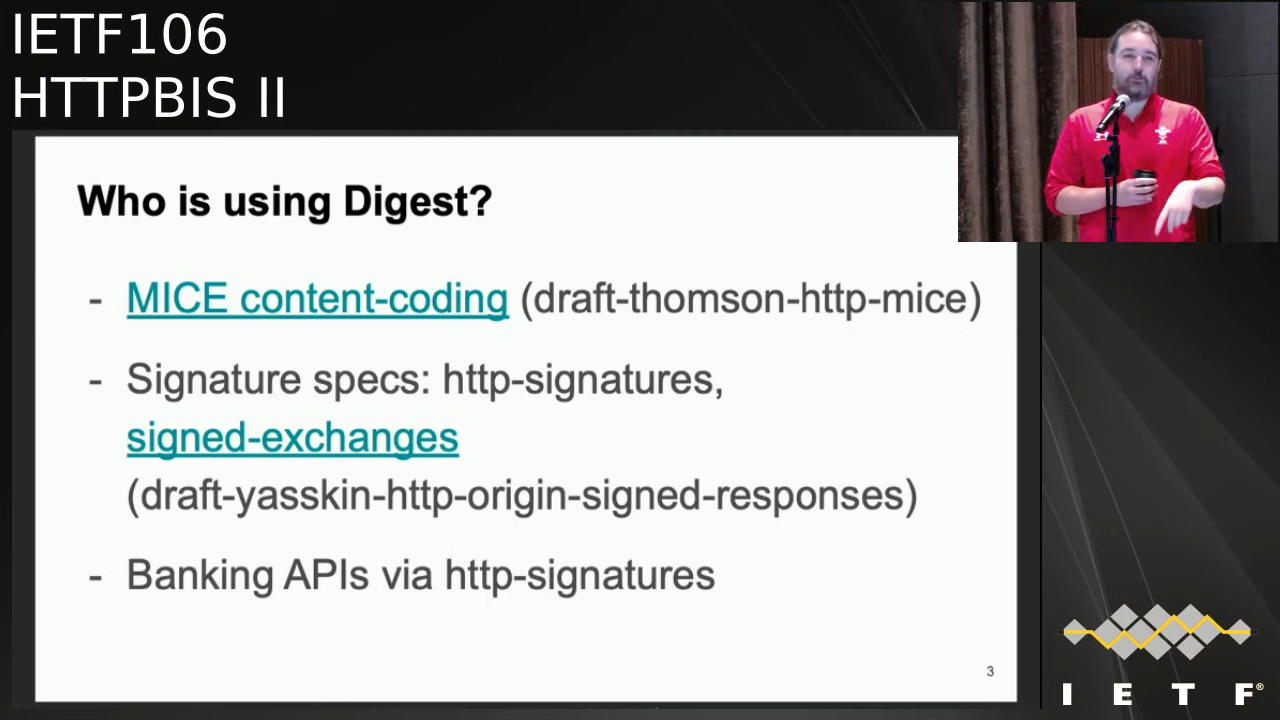 IETF106
HTTPBIS II
Who is using Digest?
- MICE content-coding (draft-thomson-http-mice)
- Signature specs: http-signatures,
signed-exchanges
(draft-yasskin-http-origin-signed-responses)
- Banking APIs via http-signatures
3
I E T F®